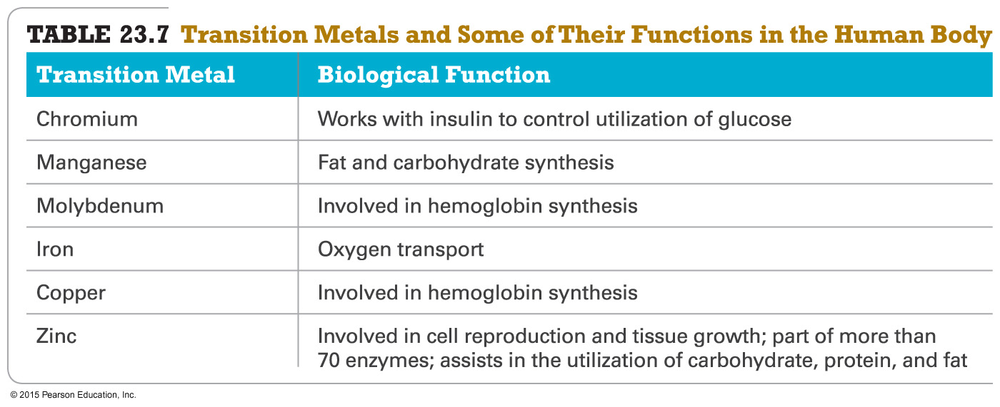 TABLE 23.7 Transition Metals and Some of Their Functions in the Human Body
Transition Metal Biological Function
Chromium Works with insulin to control utilization of glucose
Manganese Fat and carbohydrate synthesis
Molybdenum Involved in hemoglobin synthesis
Iron Oxygen transport
Copper Involved in hemoglobin synthesis
Zinc Involved in cell reproduction and tissue growth; part of more than
70 enzymes; assists in the utilization of carbohydrate, protein, and fat
© 2015 Pearson Education, Inc.